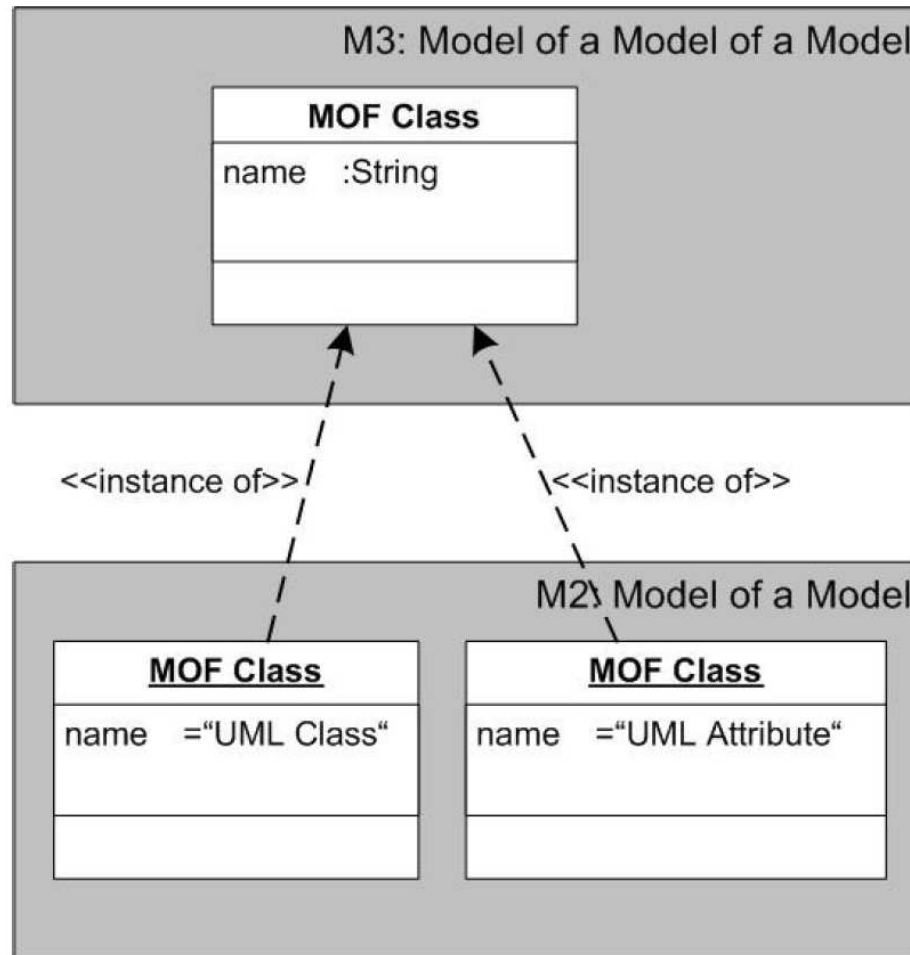 M3: Model of a Model of a Model
MOF Class
name :String
<<instance of>>
<<instance of>>
M2: Model of a Model
MOF Class
name =“UML Class“
MOF Class
name =“UML Attribute“